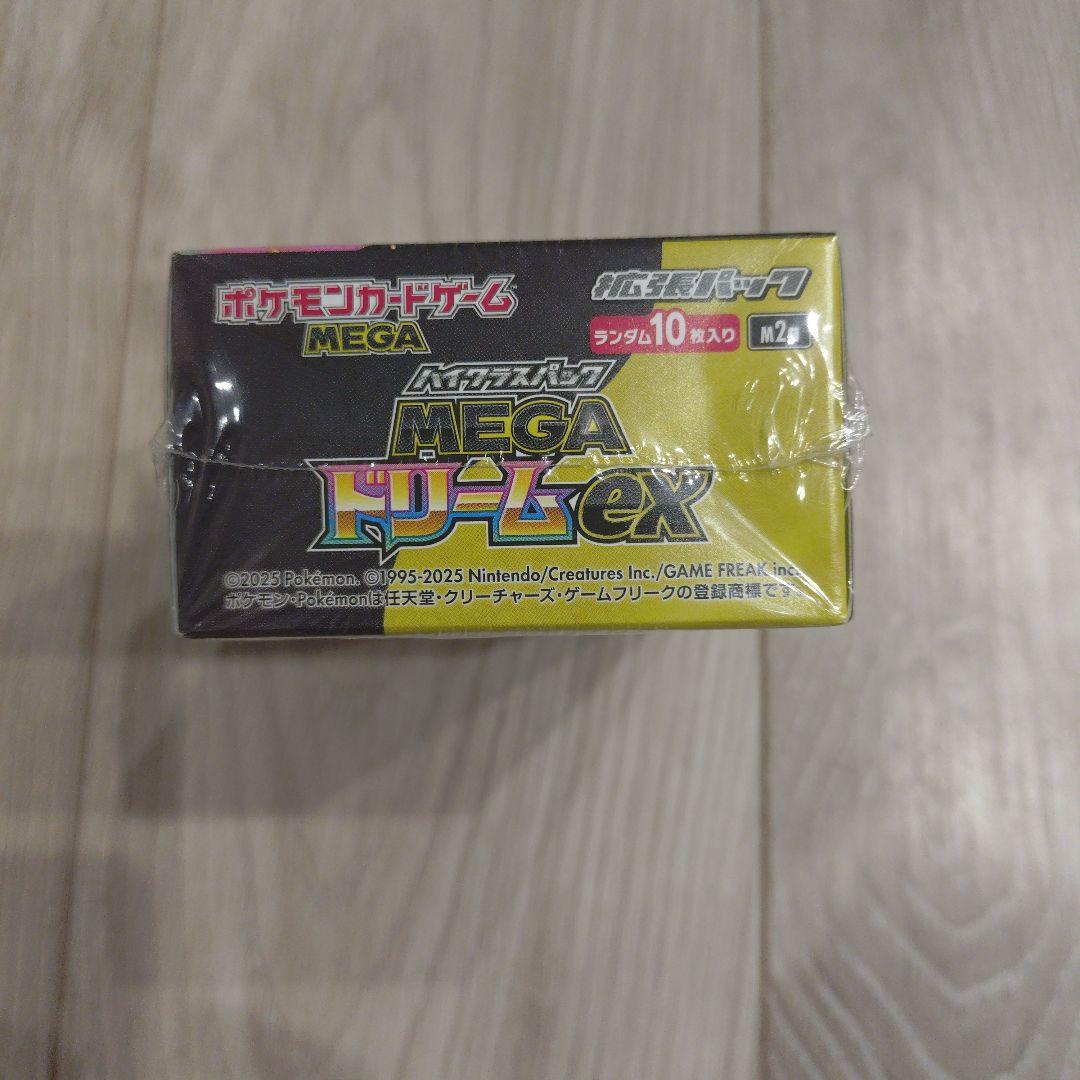 ポケモンカードゲーム
MEGA
拡張パック
ランダム10枚入り
ハイクラスパック
MEGA
ドリームex
©2025 Pokémon. ©1995-2025 Nintendo/Creatures Inc./GAME FREAK inc.
ポケモン・Pokémonは任天堂・クリーチャーズ・ゲームフリークの登録商標です